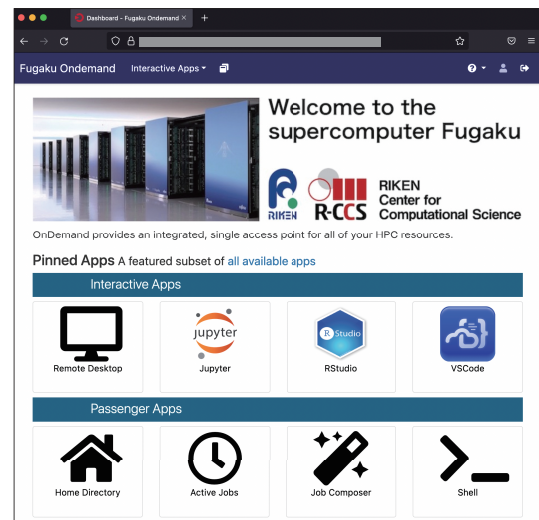 Dashboard - Fugaku Ondemand
Fugaku Ondemand Interactive Apps
Welcome to the
supercomputer Fugaku
RIKEN
R-CCS
RIKEN
Center for
Computational Science
OnDemand provides an integrated, single access point for all of your HPC resources.
Pinned Apps A featured subset of all available apps
Interactive Apps
Remote Desktop
jupyter
Jupyter
R Studio
RStudio
VSCode
Passenger Apps
Home Directory
Active Jobs
Job Composer
Shell